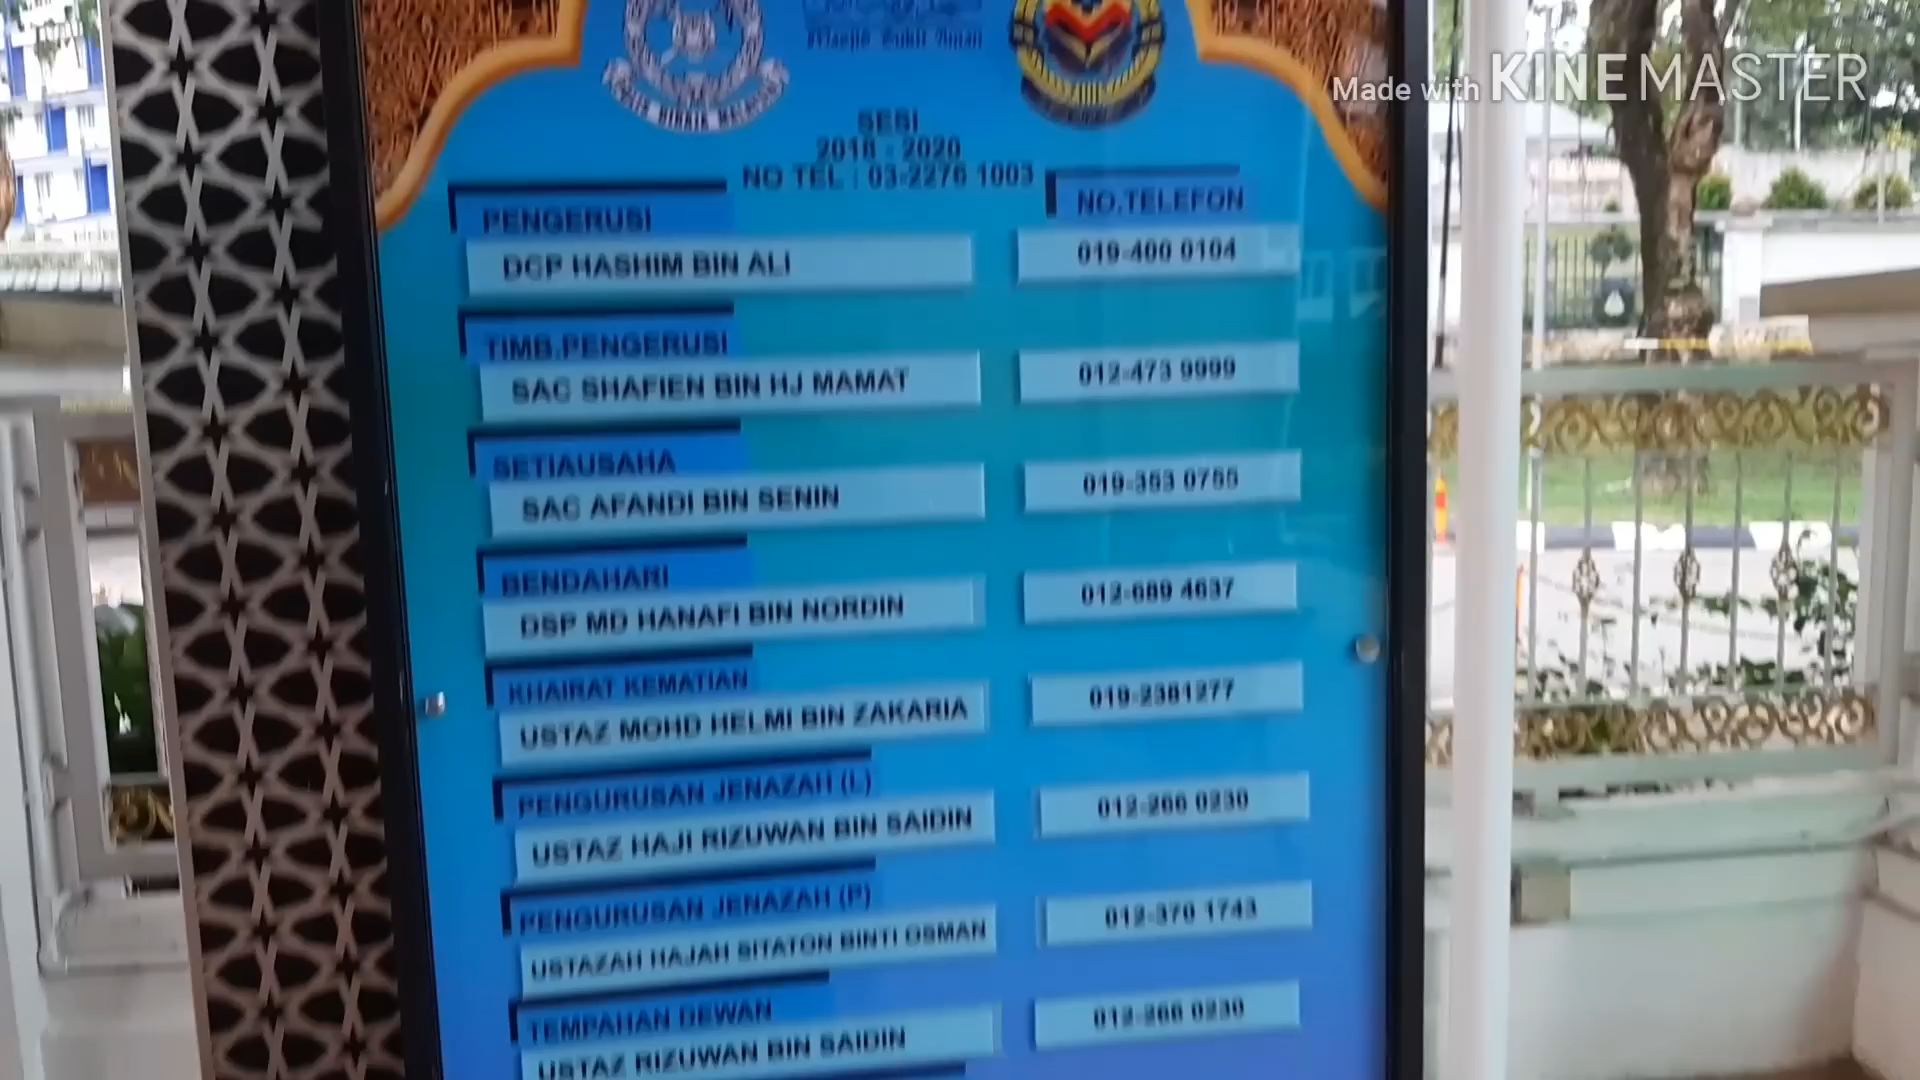 Made with KINEMASTER
Masjid Bukit Aman
SESI
2018 - 2020
NO TEL : 03-2276 1003
PENGERUSI
NO.TELEFON
DCP HASHIM BIN ALI
019-400 0104
TIMB.PENGERUSI
SAC SHAFIEN BIN HJ MAMAT
012-473 9999
SETIAUSAHA
SAC AFANDI BIN SENIN
019-353 0755
BENDAHARI
DSP MD HANAFI BIN NORDIN
012-689 4637
KHAIRAT KEMATIAN
USTAZ MOHD HELMI BIN ZAKARIA
019-2381277
PENGURUSAN JENAZAH (L)
USTAZ HAJI RIZUWAN BIN SAIDIN
012-266 0230
PENGURUSAN JENAZAH (P)
USTAZAH HAJAH SITATON BINTI OSMAN
012-370 1743
TEMPAHAN DEWAN
USTAZ RIZUWAN BIN SAIDIN
012-266 0230